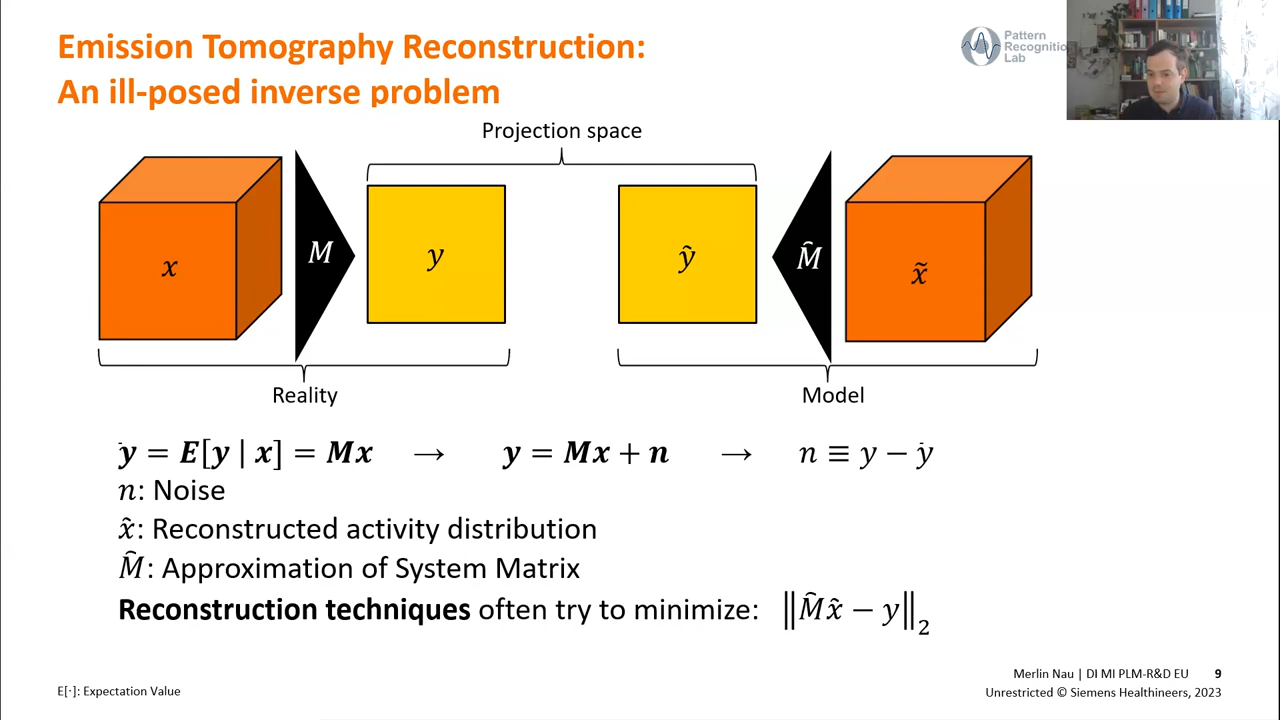 Emission Tomography Reconstruction:
An ill-posed inverse problem
Pattern
Recognition
Lab
Projection space
x
M
y
ỹ
M̂
x̃
Reality
Model
ẏ = E[y | x] = Mx → y = Mx + n → n ≡ y − ẏ
n: Noise
x̃: Reconstructed activity distribution
M̂: Approximation of System Matrix
Reconstruction techniques often try to minimize: ‖M̂x̃ − y‖₂
E[·]: Expectation Value
Merlin Nau | DI MI PLM-R&D EU 9
Unrestricted © Siemens Healthineers, 2023